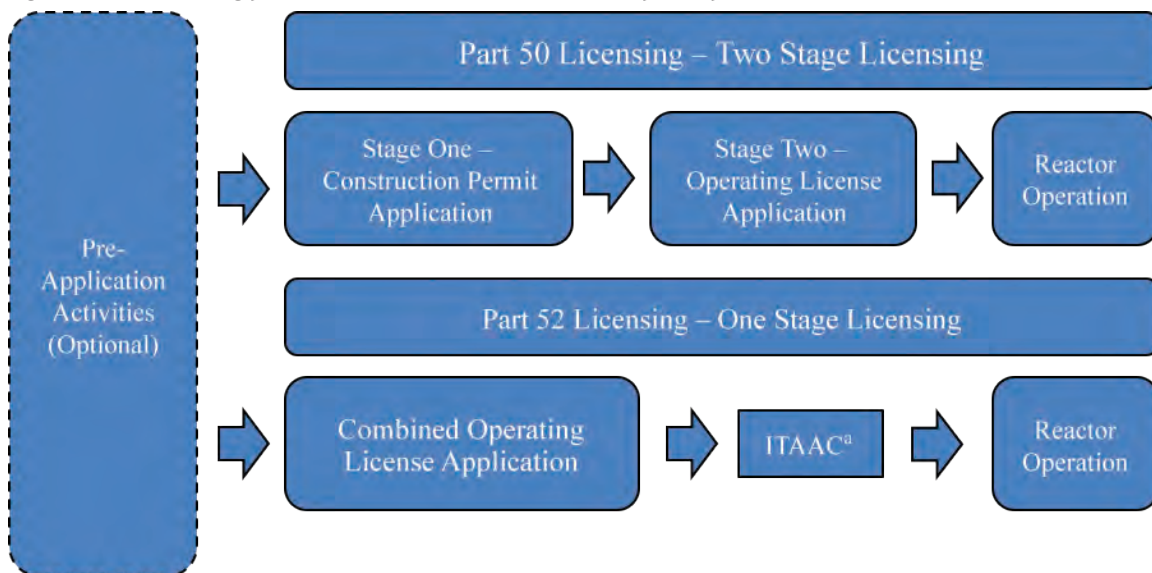 Pre-
Application
Activities
(Optional)
Part 50 Licensing – Two Stage Licensing
Stage One –
Construction Permit
Application
Stage Two –
Operating License
Application
Reactor
Operation
Part 52 Licensing – One Stage Licensing
Combined Operating
License Application
ITAACᵃ
Reactor
Operation